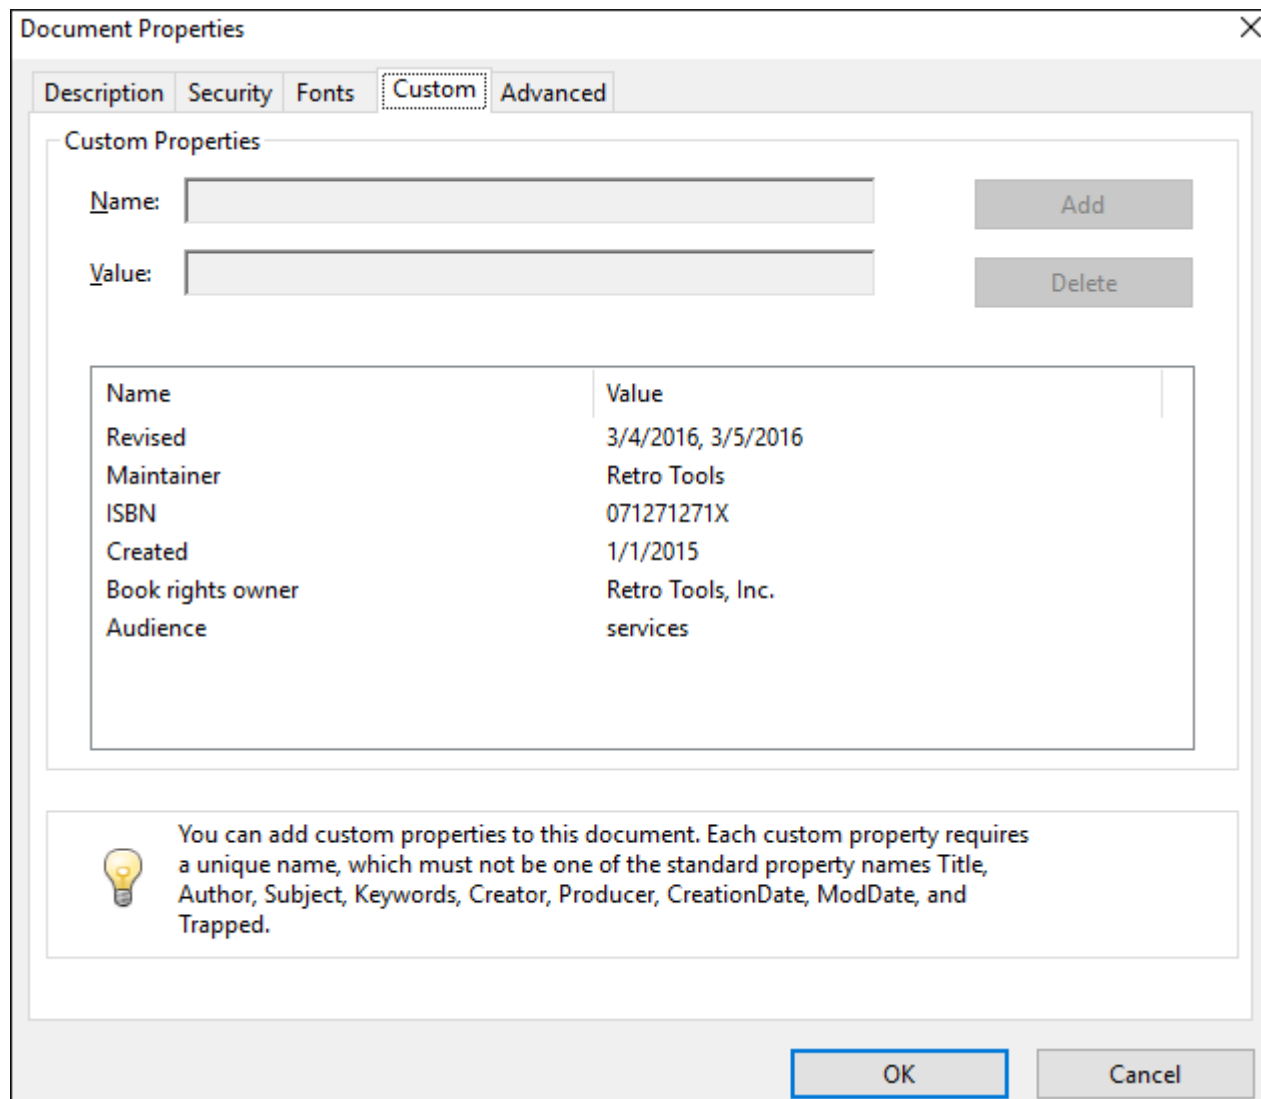 Document Properties
Description Security Fonts Custom Advanced
Custom Properties
Name:
Add
Value:
Delete
Name Value
Revised 3/4/2016, 3/5/2016
Maintainer Retro Tools
ISBN 071271271X
Created 1/1/2015
Book rights owner Retro Tools, Inc.
Audience services
You can add custom properties to this document. Each custom property requires
a unique name, which must not be one of the standard property names Title,
Author, Subject, Keywords, Creator, Producer, CreationDate, ModDate, and
Trapped.
OK Cancel